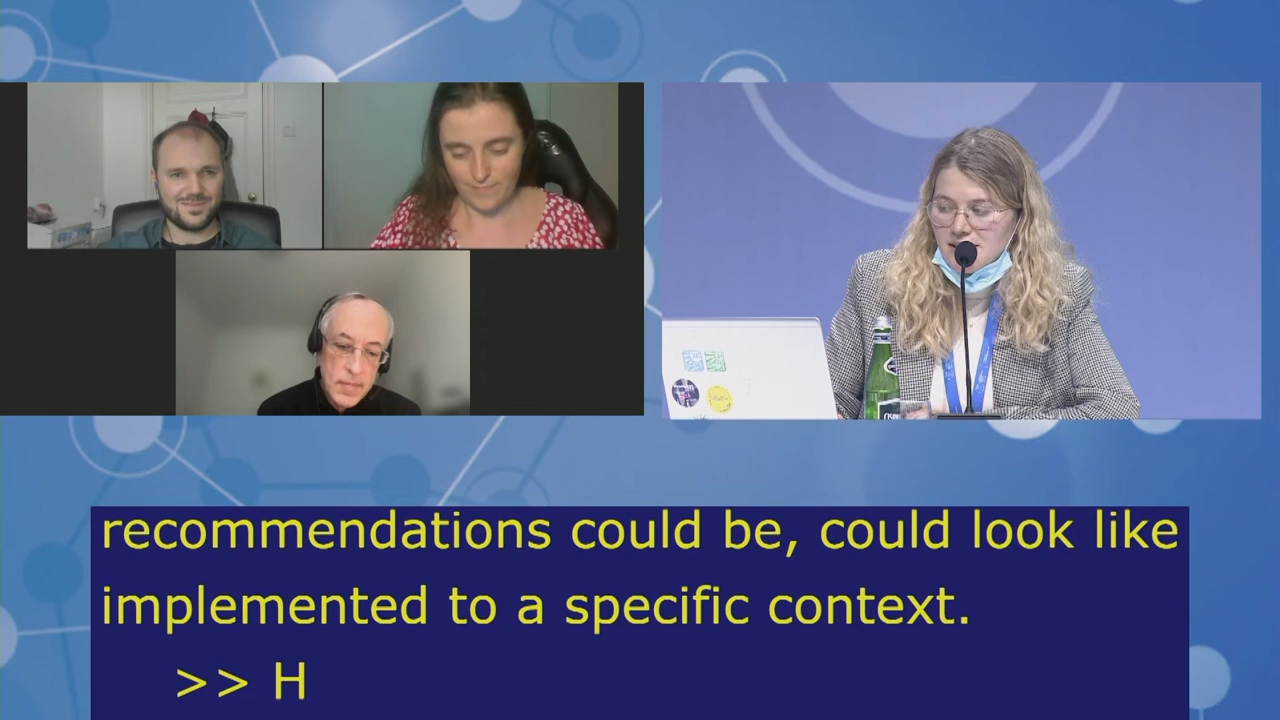 recommendations could be, could look like
implemented to a specific context.
>> H